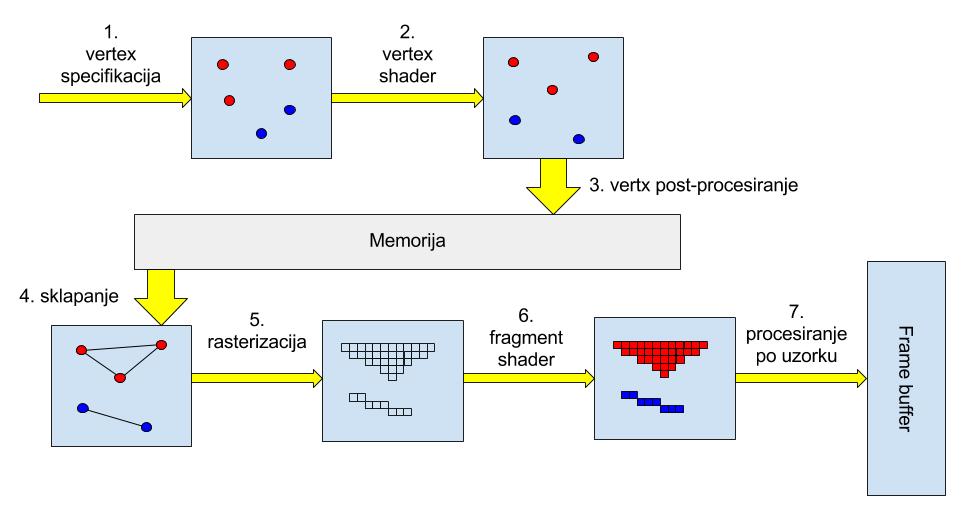 1.
vertex
specifikacija
2.
vertex
shader
3. vertx post-procesiranje
Memorija
4. sklapanje
5.
rasterizacija
6.
fragment
shader
7.
procesiranje
po uzorku
Frame buffer